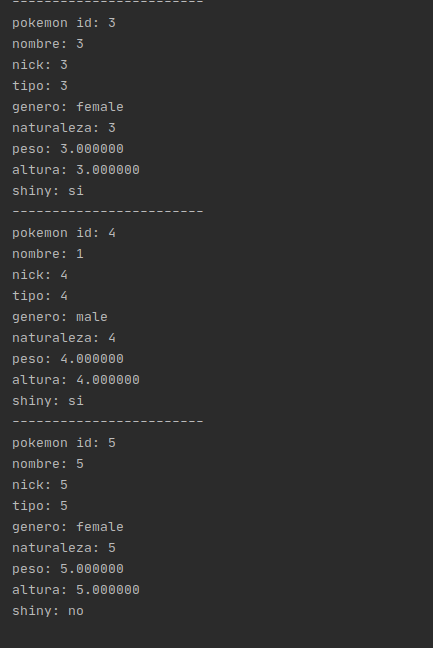 ------------------------
pokemon id: 3
nombre: 3
nick: 3
tipo: 3
genero: female
naturaleza: 3
peso: 3.000000
altura: 3.000000
shiny: si
------------------------
pokemon id: 4
nombre: 1
nick: 4
tipo: 4
genero: male
naturaleza: 4
peso: 4.000000
altura: 4.000000
shiny: si
------------------------
pokemon id: 5
nombre: 5
nick: 5
tipo: 5
genero: female
naturaleza: 5
peso: 5.000000
altura: 5.000000
shiny: no